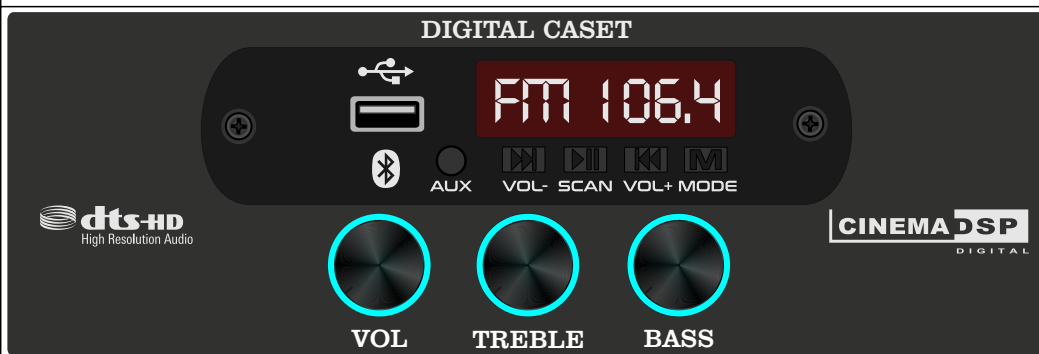 DIGITAL CASET
FM 106.4
M
AUX VOL- SCAN VOL+ MODE
dts-HD
High Resolution Audio
CINEMA DSP
DIGITAL
VOL TREBLE BASS